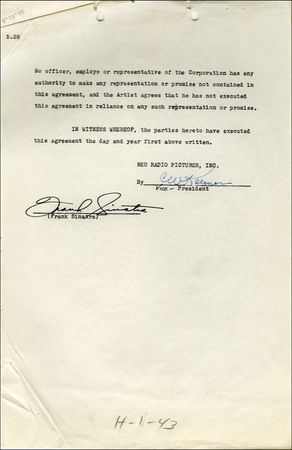 5.28
No officer, employe or representative of the Corporation has any
authority to make any representation or promise not contained in
this agreement, and the Artist agrees that he has not executed
this agreement in reliance on any such representation or promise.
IN WITNESS WHEREOF, the parties hereto have executed
this agreement the day and year first above written.
RKO RADIO PICTURES, INC.
By
Vice - President
Frank Sinatra
(Frank Sinatra)
H-1-43